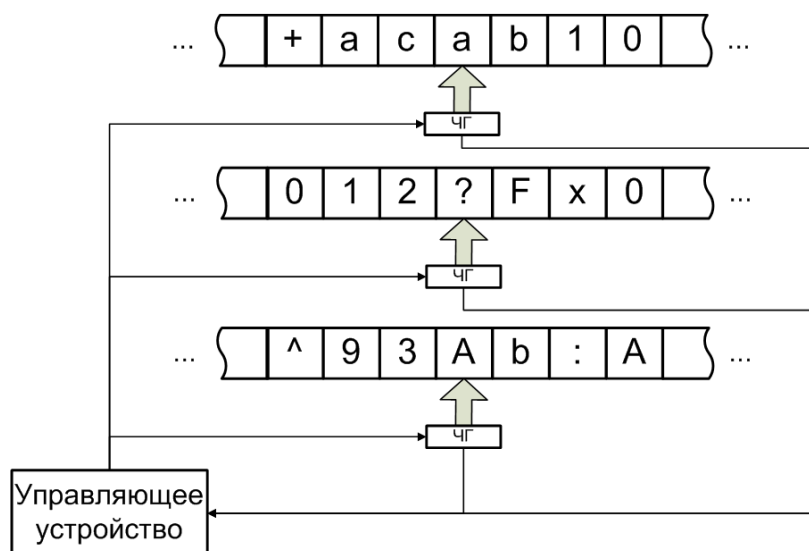 ... + a c a b 1 0 ...
ЧГ
... 0 1 2 ? F x 0 ...
ЧГ
... ^ 9 3 A b : A ...
ЧГ
Управляющее
устройство